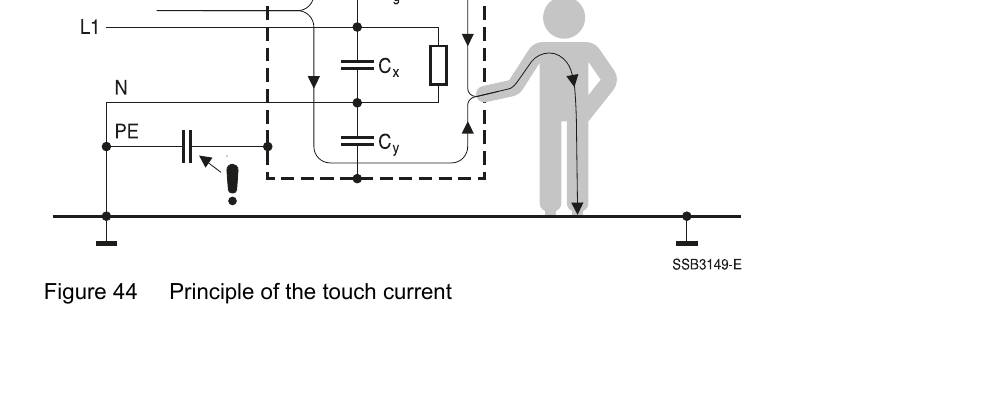 L1
Cx
N
PE
Cy
!
SSB3149-E
Figure 44 Principle of the touch current